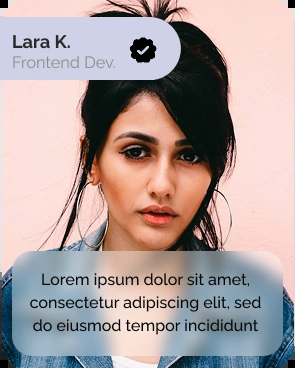 Lara K.
Frontend Dev.
Lorem ipsum dolor sit amet,
consectetur adipiscing elit, sed
do eiusmod tempor incididunt